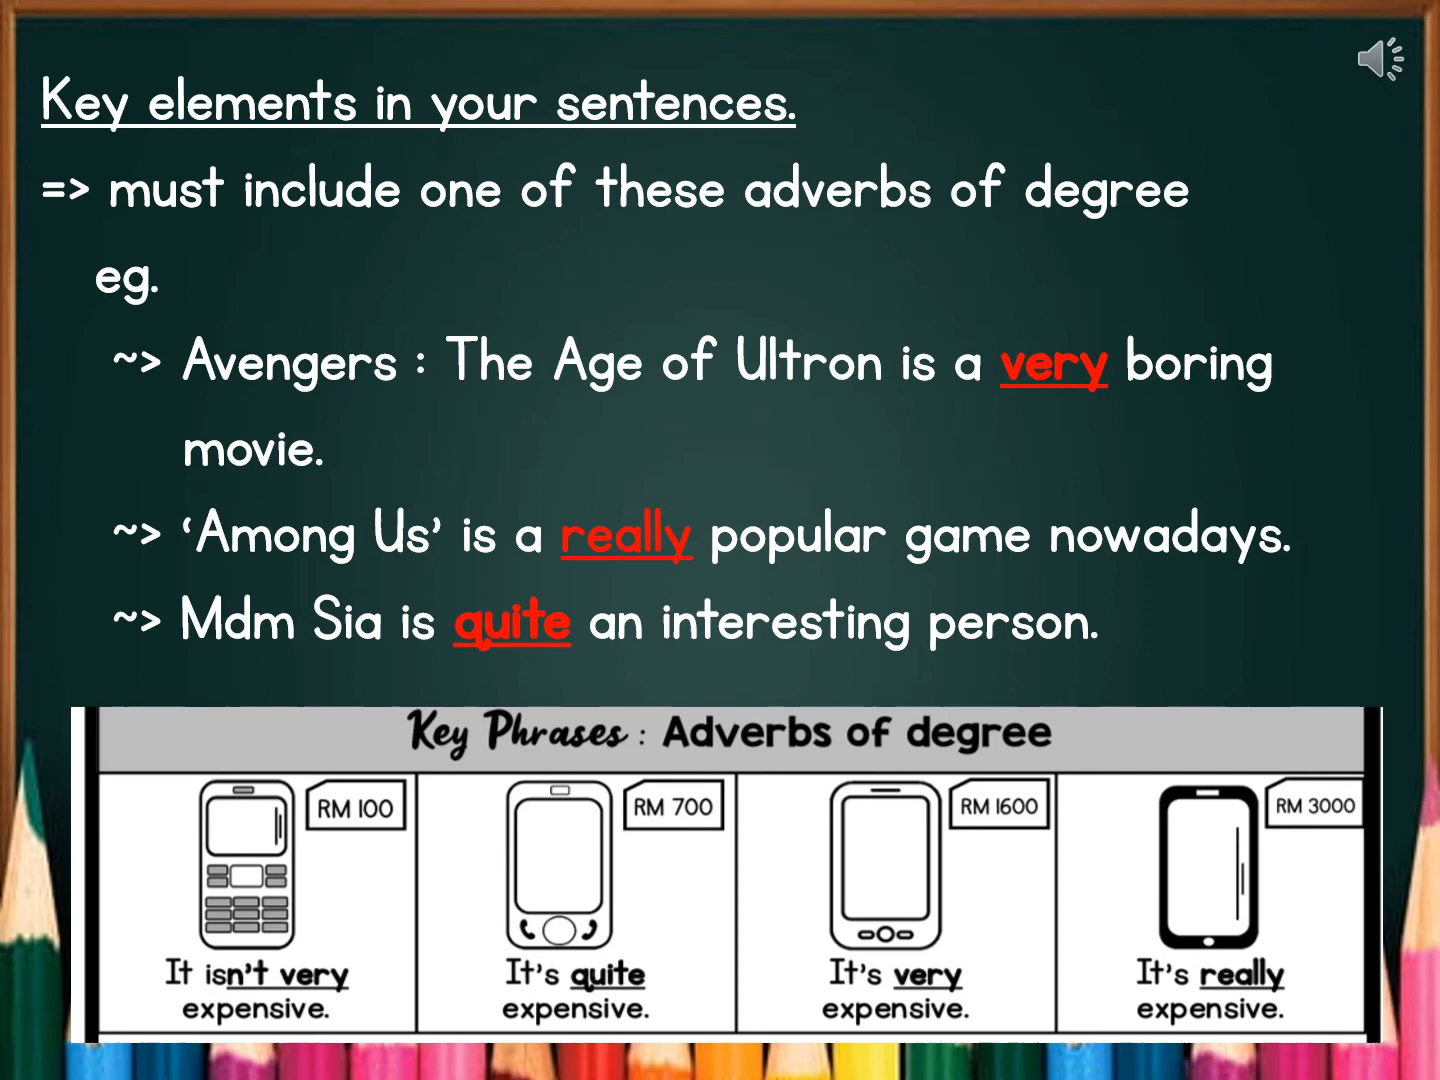 Key elements in your sentences.
=> must include one of these adverbs of degree
eg.
~> Avengers : The Age of Ultron is a very boring
movie.
~> ‘Among Us’ is a really popular game nowadays.
~> Mdm Sia is quite an interesting person.
Key Phrases : Adverbs of degree
RM 100
It isn't very
expensive.
RM 700
It's quite
expensive.
RM 1600
It's very
expensive.
RM 3000
It's really
expensive.